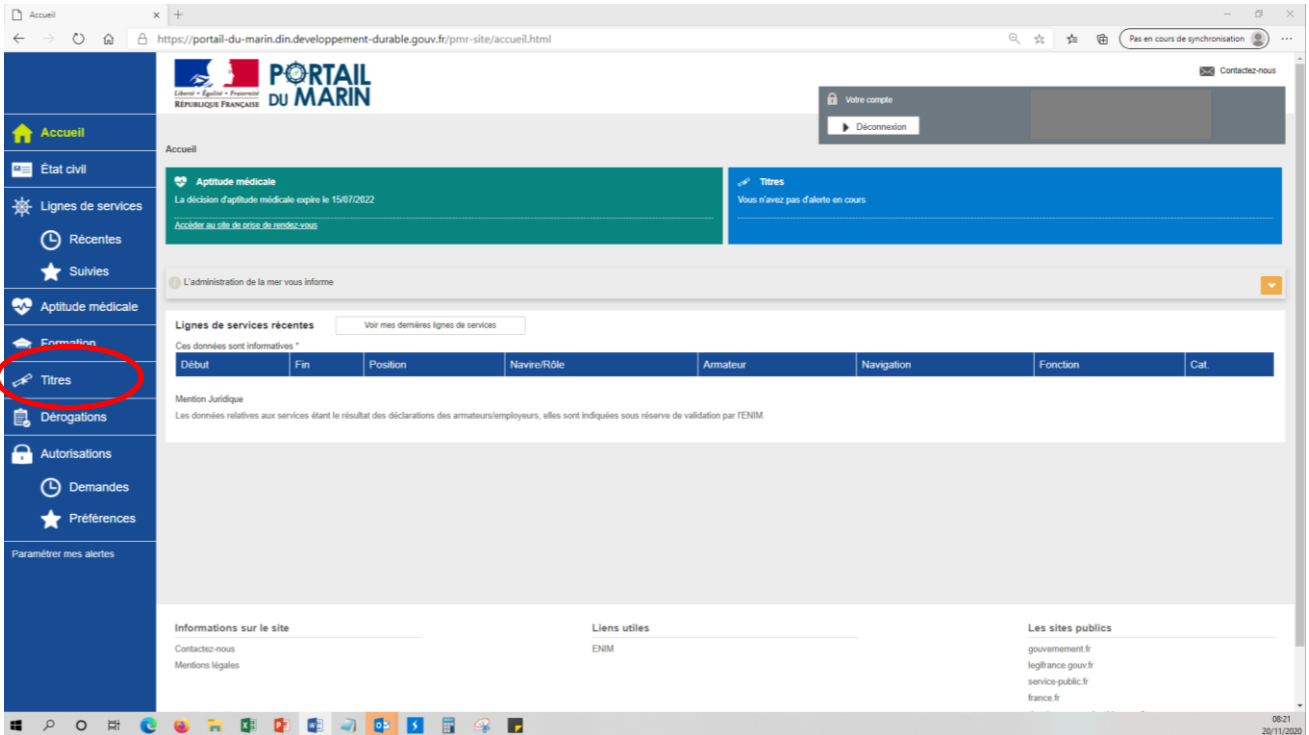 Accueil
https://portail-du-marin.din.developpement-durable.gouv.fr/pmr-site/accueil.html
Pas en cours de synchronisation
Liberté • Égalité • Fraternité
RÉPUBLIQUE FRANÇAISE
PORTAIL
DU MARIN
Contactez-nous
Votre compte
Déconnexion
Accueil
État civil
Lignes de services
Récentes
Suivies
Aptitude médicale
Formation
Titres
Dérogations
Autorisations
Demandes
Préférences
Paramétrer mes alertes
Accueil
Aptitude médicale
La décision d'aptitude médicale expire le 15/07/2022
Accéder au site de prise de rendez-vous
Titres
Vous n'avez pas d'alerte en cours
L'administration de la mer vous informe
Lignes de services récentes
Voir mes dernières lignes de services
Ces données sont informatives *
Début Fin Position Navire/Rôle Armateur Navigation Fonction Cat.
Mention Juridique
Les données relatives aux services étant le résultat des déclarations des armateurs/employeurs, elles sont indiquées sous réserve de validation par l'ENIM.
Informations sur le site
Contactez-nous
Mentions légales
Liens utiles
ENIM
Les sites publics
gouvernement.fr
legifrance.gouv.fr
service-public.fr
france.fr
08:21
20/11/2020